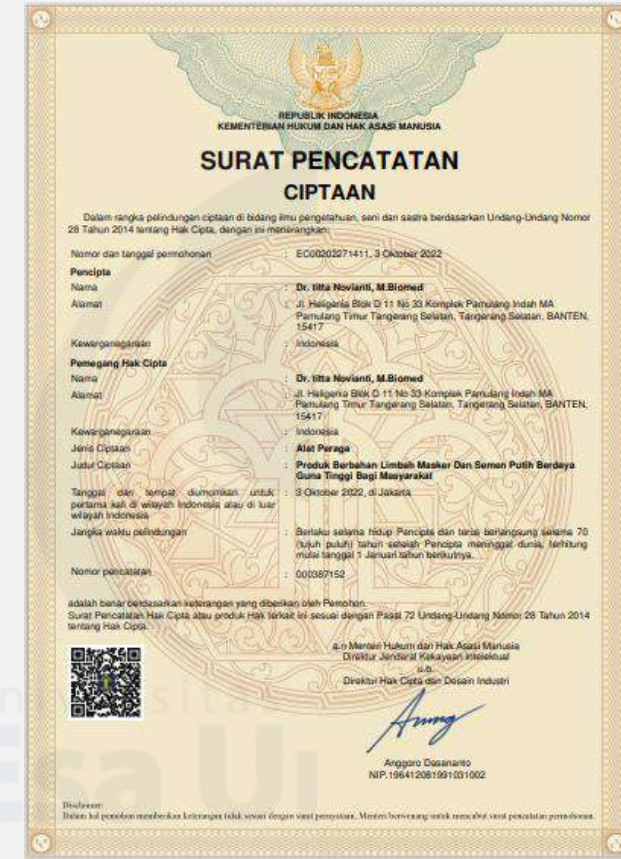 REPUBLIK INDONESIA
KEMENTERIAN HUKUM DAN HAK ASASI MANUSIA
SURAT PENCATATAN
CIPTAAN
Dalam rangka pelindungan ciptaan di bidang ilmu pengetahuan, seni dan sastra berdasarkan Undang-Undang Nomor
28 Tahun 2014 tentang Hak Cipta, dengan ini menerangkan:
Nomor dan tanggal permohonan : EC00202271411, 3 Oktober 2022
Pencipta
Nama : Dr. titta Novianti, M.Biomed
Alamat : Jl. Heligenia Blok D 11 No 33 Komplek Pamulang Indah MA
Pamulang Timur Tangerang Selatan, Tangerang Selatan, BANTEN,
15417
Kewarganegaraan : Indonesia
Pemegang Hak Cipta
Nama : Dr. titta Novianti, M.Biomed
Alamat : Jl. Heligenia Blok D 11 No 33 Komplek Pamulang Indah MA
Pamulang Timur Tangerang Selatan, Tangerang Selatan, BANTEN,
15417
Kewarganegaraan : Indonesia
Jenis Ciptaan : Alat Peraga
Judul Ciptaan : Produk Berbahan Limbah Masker Dan Semen Putih Berdaya
Guna Tinggi Bagi Masyarakat
Tanggal dan tempat diumumkan untuk : 3 Oktober 2022, di Jakarta
pertama kali di wilayah Indonesia atau di luar
wilayah Indonesia
Jangka waktu pelindungan : Berlaku selama hidup Pencipta dan terus berlangsung selama 70
(tujuh puluh) tahun setelah Pencipta meninggal dunia, terhitung
mulai tanggal 1 Januari tahun berikutnya.
Nomor pencatatan : 000387152
adalah benar berdasarkan keterangan yang diberikan oleh Pemohon.
Surat Pencatatan Hak Cipta atau produk Hak terkait ini sesuai dengan Pasal 72 Undang-Undang Nomor 28 Tahun 2014
tentang Hak Cipta.
a.n Menteri Hukum dan Hak Asasi Manusia
Direktur Jenderal Kekayaan Intelektual
u.b.
Direktur Hak Cipta dan Desain Industri
Anggoro Dasananto
NIP.196412081991031002
Disclaimer:
Dalam hal pemohon memberikan keterangan tidak sesuai dengan surat pernyataan, Menteri berwenang untuk mencabut surat pencatatan permohonan.